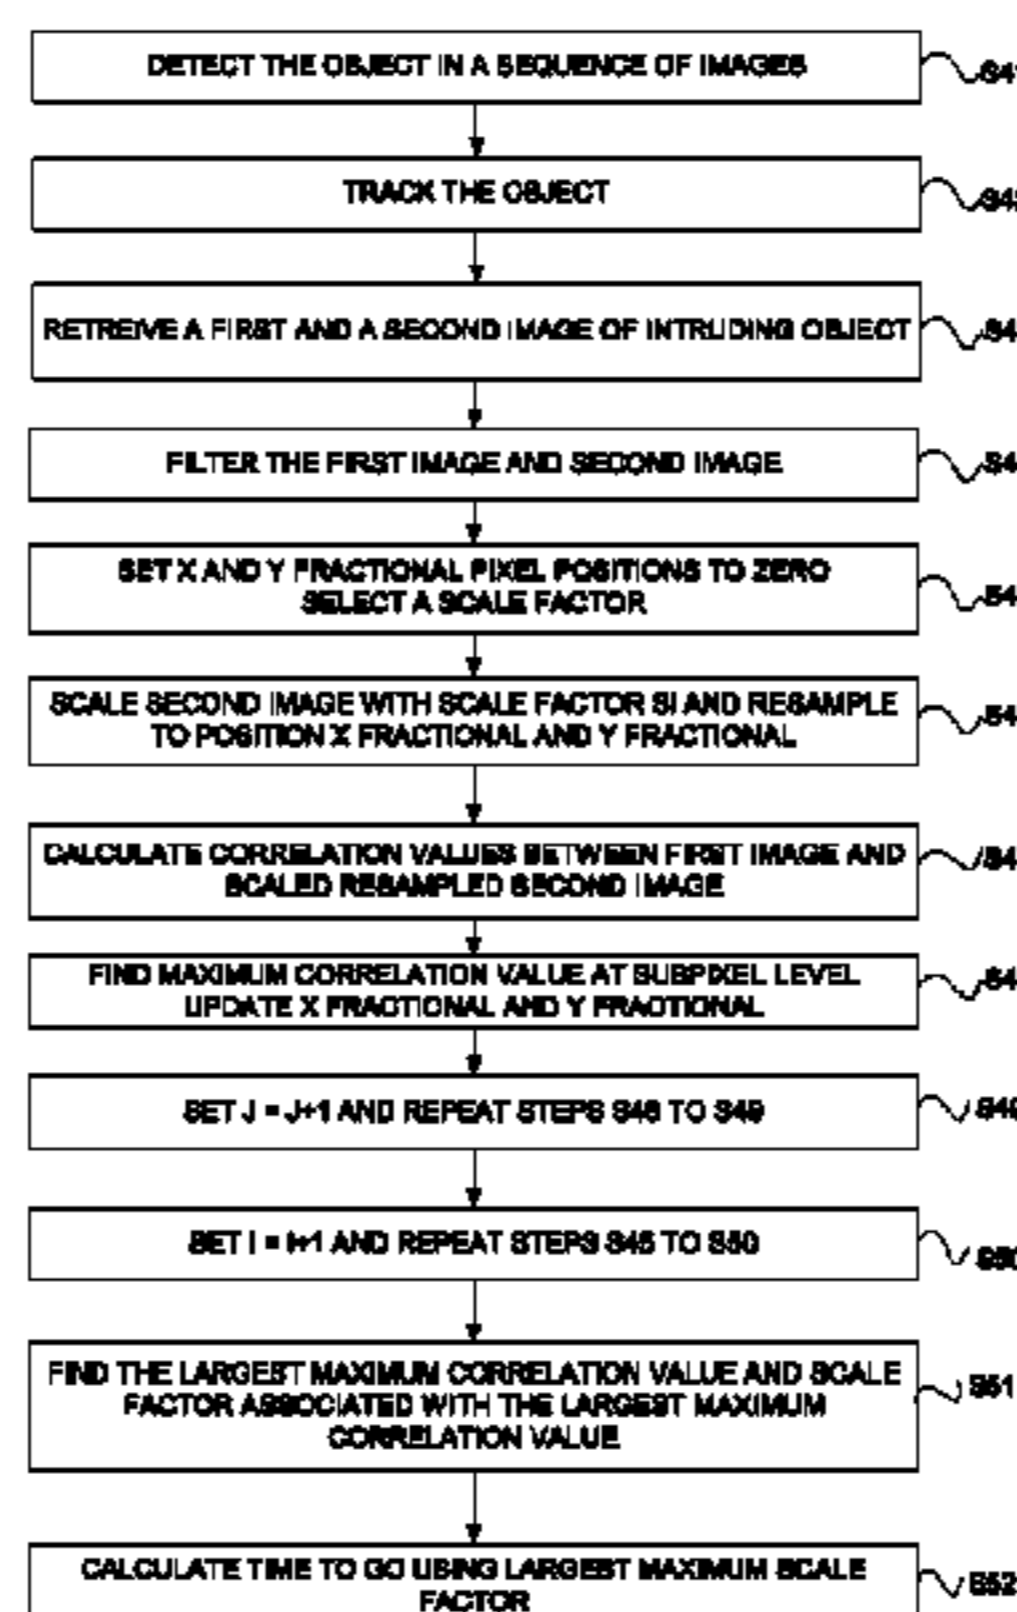 DETECT THE OBJECT IN A SEQUENCE OF IMAGES
TRACK THE OBJECT
RETREIVE A FIRST AND A SECOND IMAGE OF INTRUDING OBJECT
FILTER THE FIRST IMAGE AND SECOND IMAGE
SET X AND Y FRACTIONAL PIXEL POSITIONS TO ZERO
SELECT A SCALE FACTOR
SCALE SECOND IMAGE WITH SCALE FACTOR SI AND RESAMPLE
TO POSITION X FRACTIONAL AND Y FRACTIONAL
CALCULATE CORRELATION VALUES BETWEEN FIRST IMAGE AND
SCALED RESAMPLED SECOND IMAGE
FIND MAXIMUM CORRELATION VALUE AT SUBPIXEL LEVEL
UPDATE X FRACTIONAL AND Y FRACTIONAL
SET J = J+1 AND REPEAT STEPS S46 TO S49
S49
SET I = I+1 AND REPEAT STEPS S45 TO S50
S50
FIND THE LARGEST MAXIMUM CORRELATION VALUE AND SCALE
FACTOR ASSOCIATED WITH THE LARGEST MAXIMUM
CORRELATION VALUE
S51
CALCULATE TIME TO GO USING LARGEST MAXIMUM SCALE
FACTOR
S52